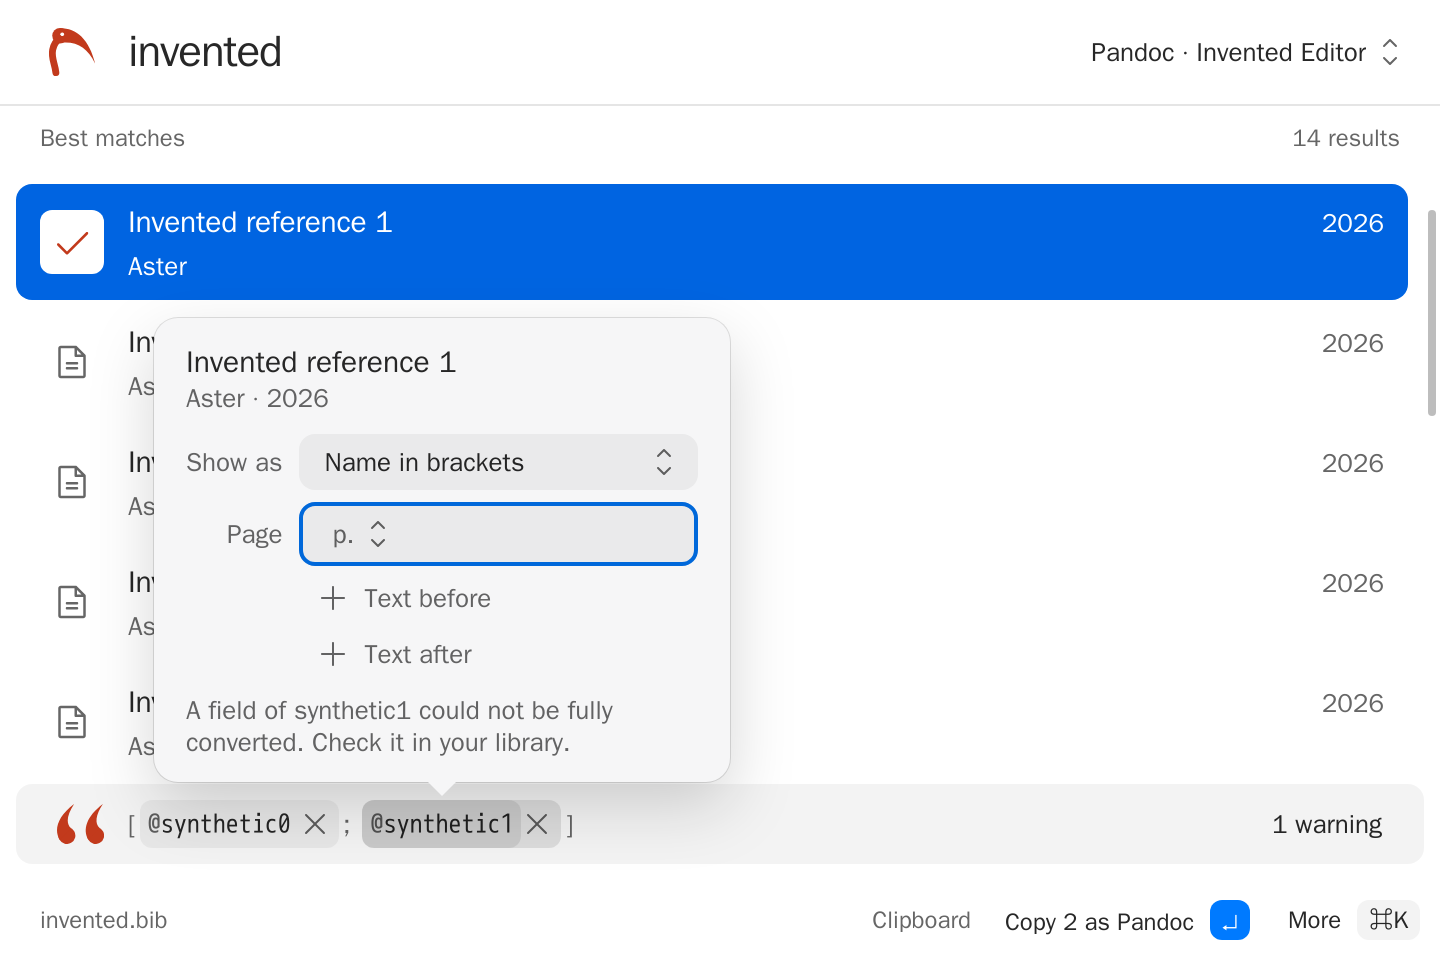 invented
Pandoc · Invented Editor
Best matches
14 results
Invented reference 1
2026
Aster
2026
2026
2026
2026
Invented reference 1
Aster · 2026
Show as
Name in brackets
Page
p.
Text before
Text after
A field of synthetic1 could not be fully
converted. Check it in your library.
[ @synthetic0 ; @synthetic1 ]
1 warning
invented.bib
Clipboard
Copy 2 as Pandoc
More
⌘K